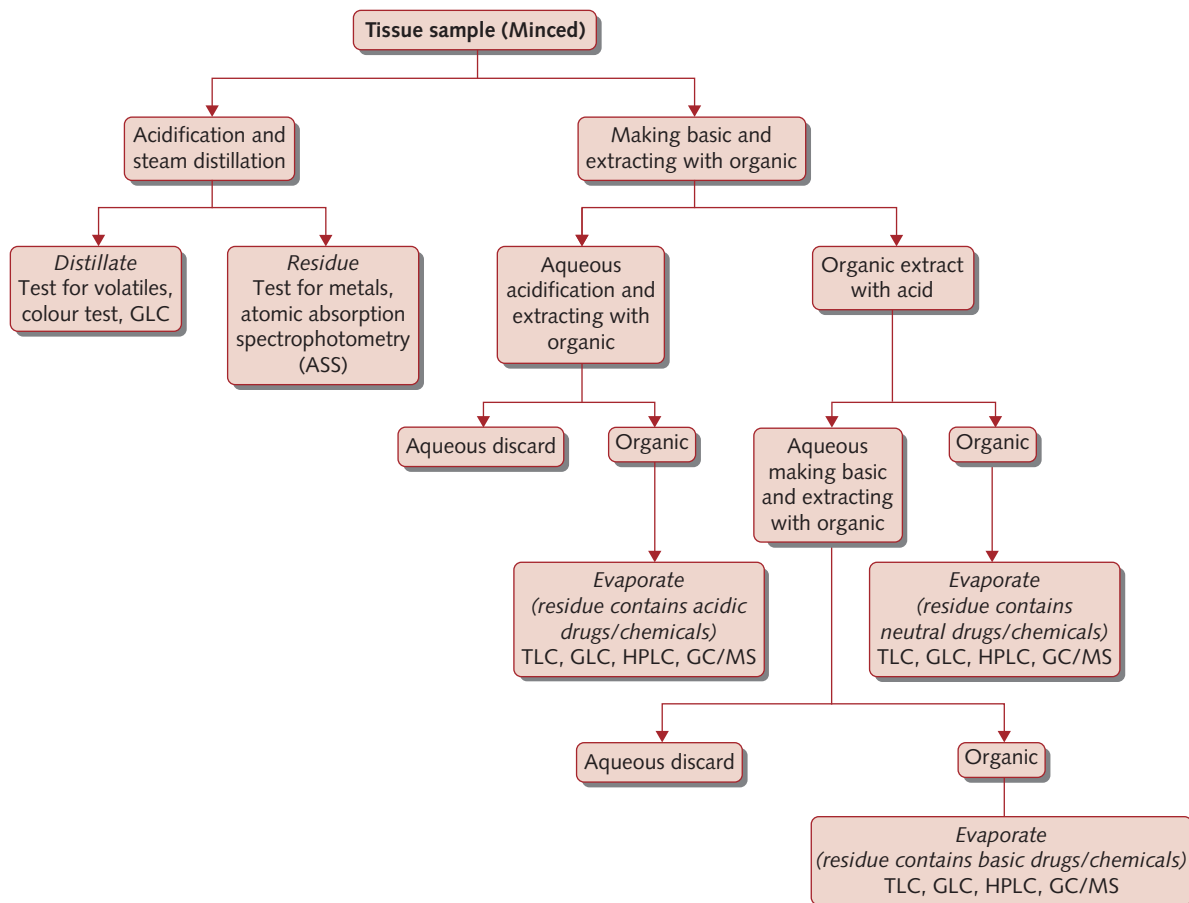 Tissue sample (Minced)
Acidification and
steam distillation
Making basic and
extracting with organic
Distillate
Test for volatiles,
colour test, GLC
Residue
Test for metals,
atomic absorption
spectrophotometry
(ASS)
Aqueous
acidification and
extracting with
organic
Organic extract
with acid
Aqueous discard
Organic
Aqueous
making basic
and extracting
with organic
Organic
Evaporate
(residue contains acidic
drugs/chemicals)
TLC, GLC, HPLC, GC/MS
Evaporate
(residue contains
neutral drugs/chemicals)
TLC, GLC, HPLC, GC/MS
Aqueous discard
Organic
Evaporate
(residue contains basic drugs/chemicals)
TLC, GLC, HPLC, GC/MS